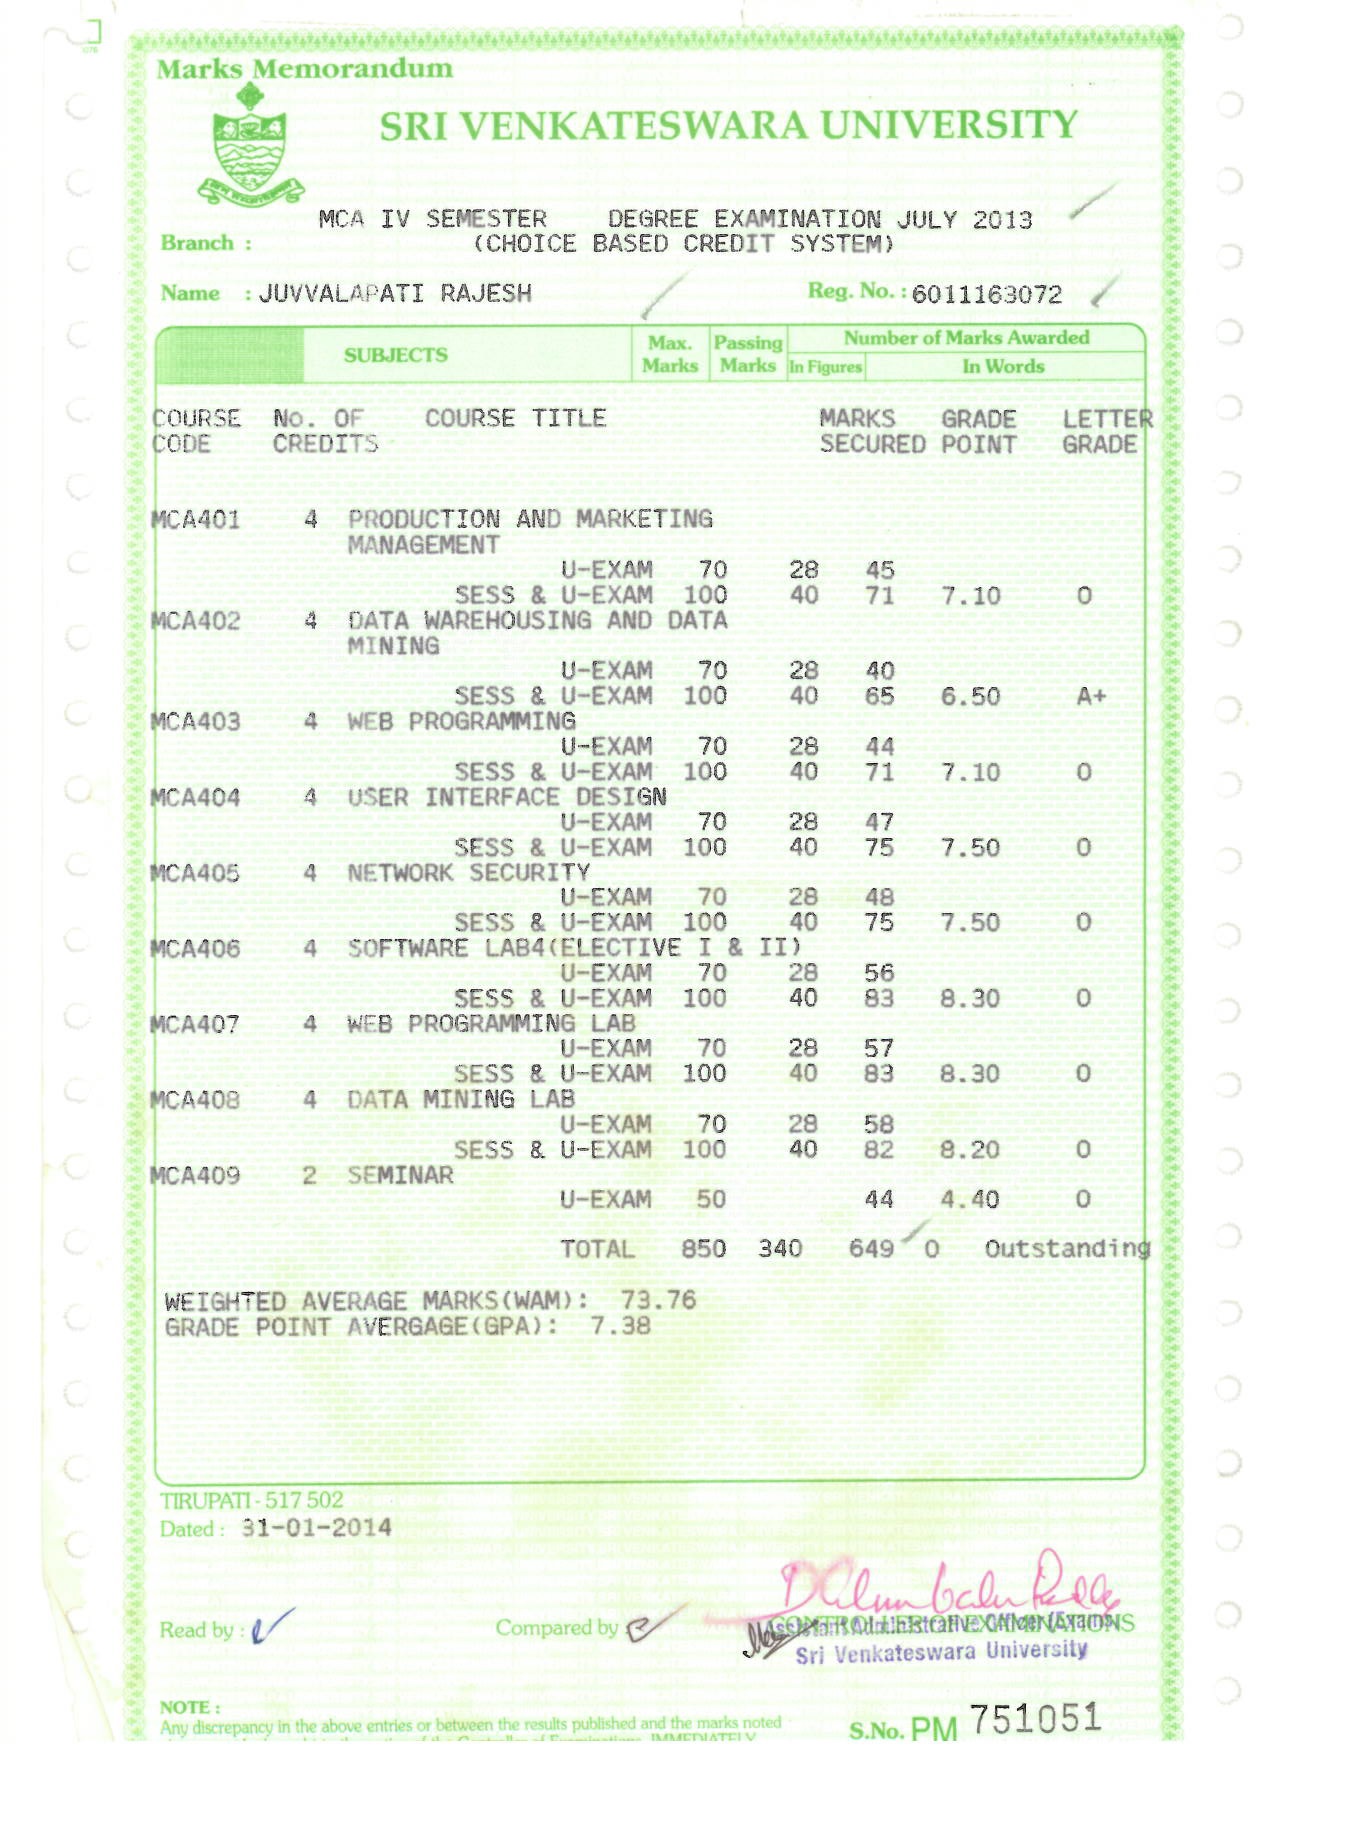 Marks Memorandum
SRI VENKATESWARA UNIVERSITY
MCA IV SEMESTER DEGREE EXAMINATION JULY 2013
Branch : (CHOICE BASED CREDIT SYSTEM)
Name : JUVVALAPATI RAJESH Reg. No. : 6011163072
SUBJECTS Max. Marks Passing Marks Number of Marks Awarded
In Figures In Words
COURSE No. OF COURSE TITLE MARKS GRADE LETTER
CODE CREDITS SECURED POINT GRADE
MCA401 4 PRODUCTION AND MARKETING
MANAGEMENT
U-EXAM 70 28 45
SESS & U-EXAM 100 40 71 7.10 O
MCA402 4 DATA WAREHOUSING AND DATA
MINING
U-EXAM 70 28 40
SESS & U-EXAM 100 40 65 6.50 A+
MCA403 4 WEB PROGRAMMING
U-EXAM 70 28 44
SESS & U-EXAM 100 40 71 7.10 O
MCA404 4 USER INTERFACE DESIGN
U-EXAM 70 28 47
SESS & U-EXAM 100 40 75 7.50 O
MCA405 4 NETWORK SECURITY
U-EXAM 70 28 48
SESS & U-EXAM 100 40 75 7.50 O
MCA406 4 SOFTWARE LAB4(ELECTIVE I & II)
U-EXAM 70 28 56
SESS & U-EXAM 100 40 83 8.30 O
MCA407 4 WEB PROGRAMMING LAB
U-EXAM 70 28 57
SESS & U-EXAM 100 40 83 8.30 O
MCA408 4 DATA MINING LAB
U-EXAM 70 28 58
SESS & U-EXAM 100 40 82 8.20 O
MCA409 2 SEMINAR
U-EXAM 50 44 4.40 O
TOTAL 850 340 649 O Outstanding
WEIGHTED AVERAGE MARKS(WAM): 73.76
GRADE POINT AVERGAGE(GPA): 7.38
TIRUPATI - 517 502
Dated : 31-01-2014
Read by : Compared by CONTROLLER OF EXAMINATIONS
Assistant Administrative Officer (Exams)
Sri Venkateswara University
NOTE :
Any discrepancy in the above entries or between the results published and the marks noted
S.No. PM 751051